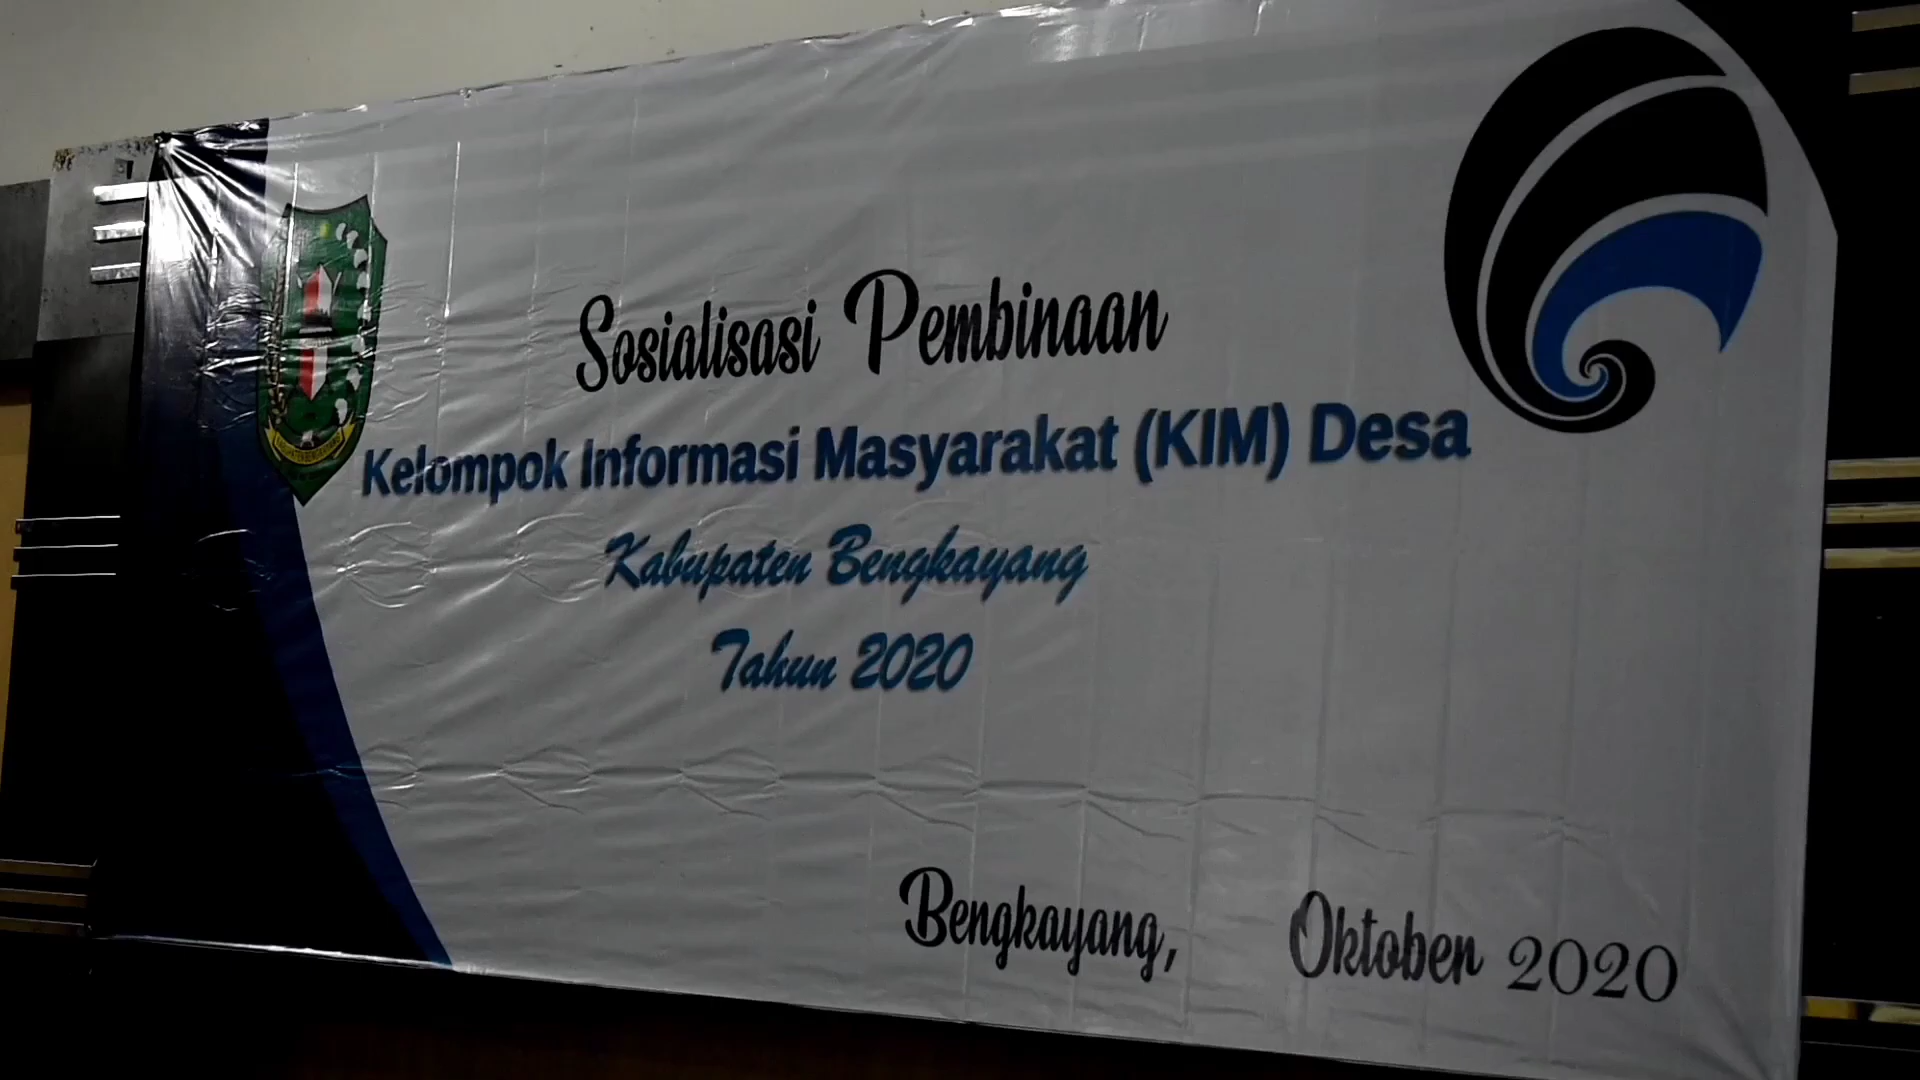 Sosialisasi Pembinaan
Kelompok Informasi Masyarakat (KIM) Desa
Kabupaten Bengkayang
Tahun 2020
Bengkayang, Oktober 2020